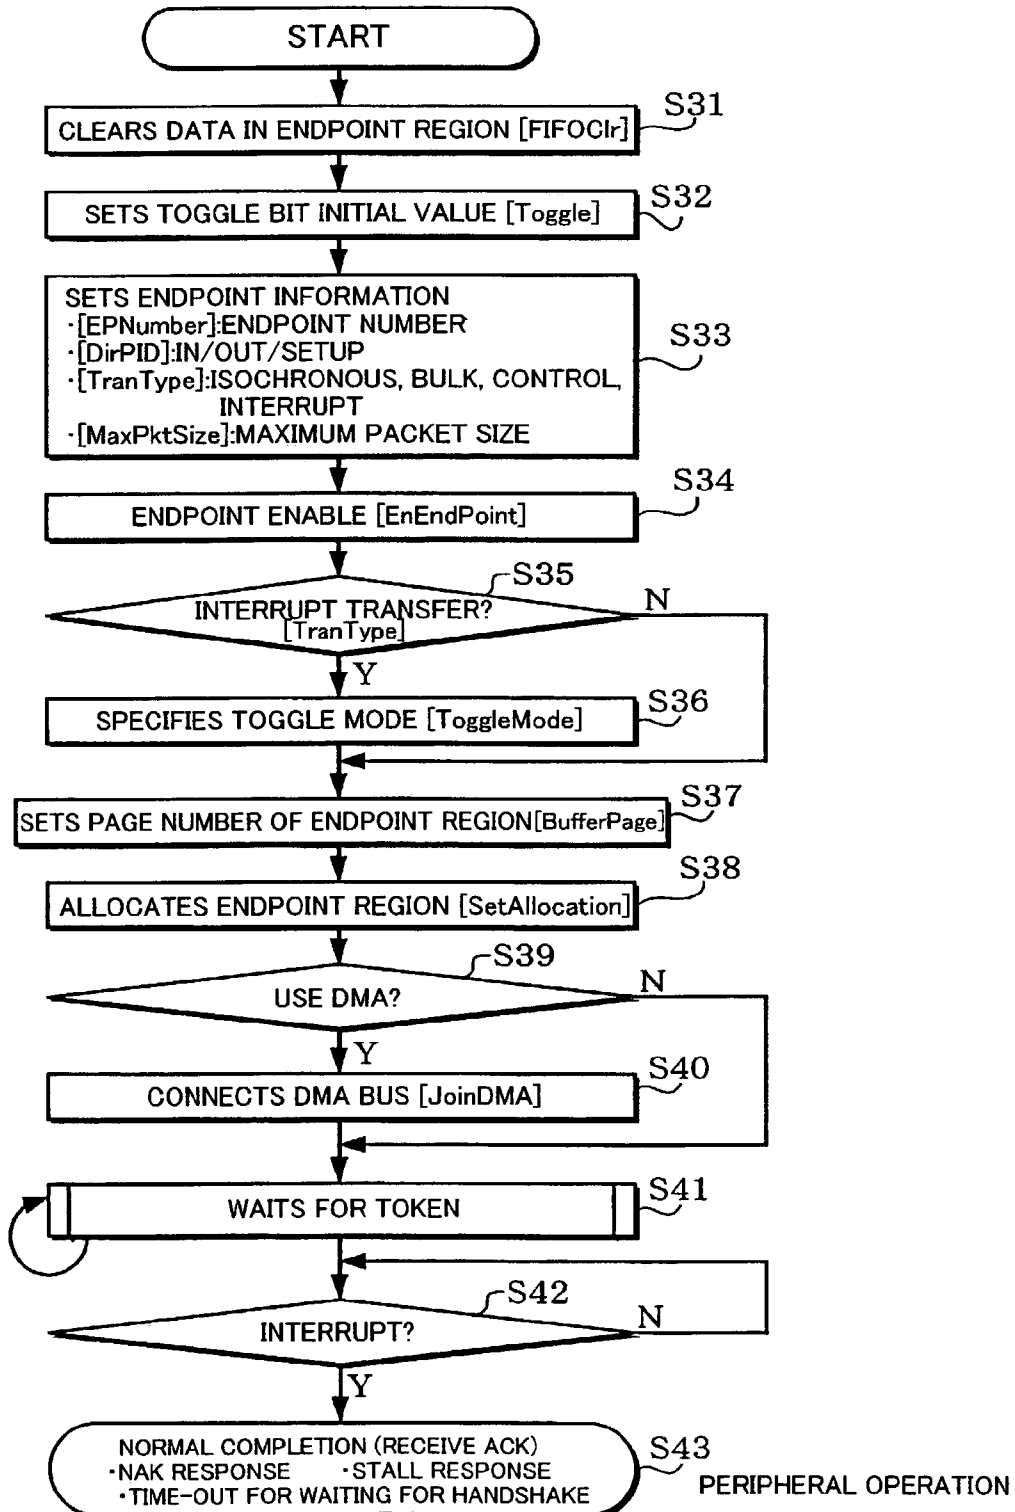 START
CLEARS DATA IN ENDPOINT REGION [FIFOClr]
S31
SETS TOGGLE BIT INITIAL VALUE [Toggle]
S32
SETS ENDPOINT INFORMATION
·[EPNumber]:ENDPOINT NUMBER
·[DirPID]:IN/OUT/SETUP
·[TranType]:ISOCHRONOUS, BULK, CONTROL,
INTERRUPT
·[MaxPktSize]:MAXIMUM PACKET SIZE
S33
ENDPOINT ENABLE [EnEndPoint]
S34
S35
INTERRUPT TRANSFER?
[TranType]
N
Y
SPECIFIES TOGGLE MODE [ToggleMode]
S36
SETS PAGE NUMBER OF ENDPOINT REGION[BufferPage]
S37
ALLOCATES ENDPOINT REGION [SetAllocation]
S38
S39
USE DMA?
N
Y
CONNECTS DMA BUS [JoinDMA]
S40
WAITS FOR TOKEN
S41
S42
INTERRUPT?
N
Y
NORMAL COMPLETION (RECEIVE ACK)
·NAK RESPONSE ·STALL RESPONSE
·TIME-OUT FOR WAITING FOR HANDSHAKE
S43
PERIPHERAL OPERATION